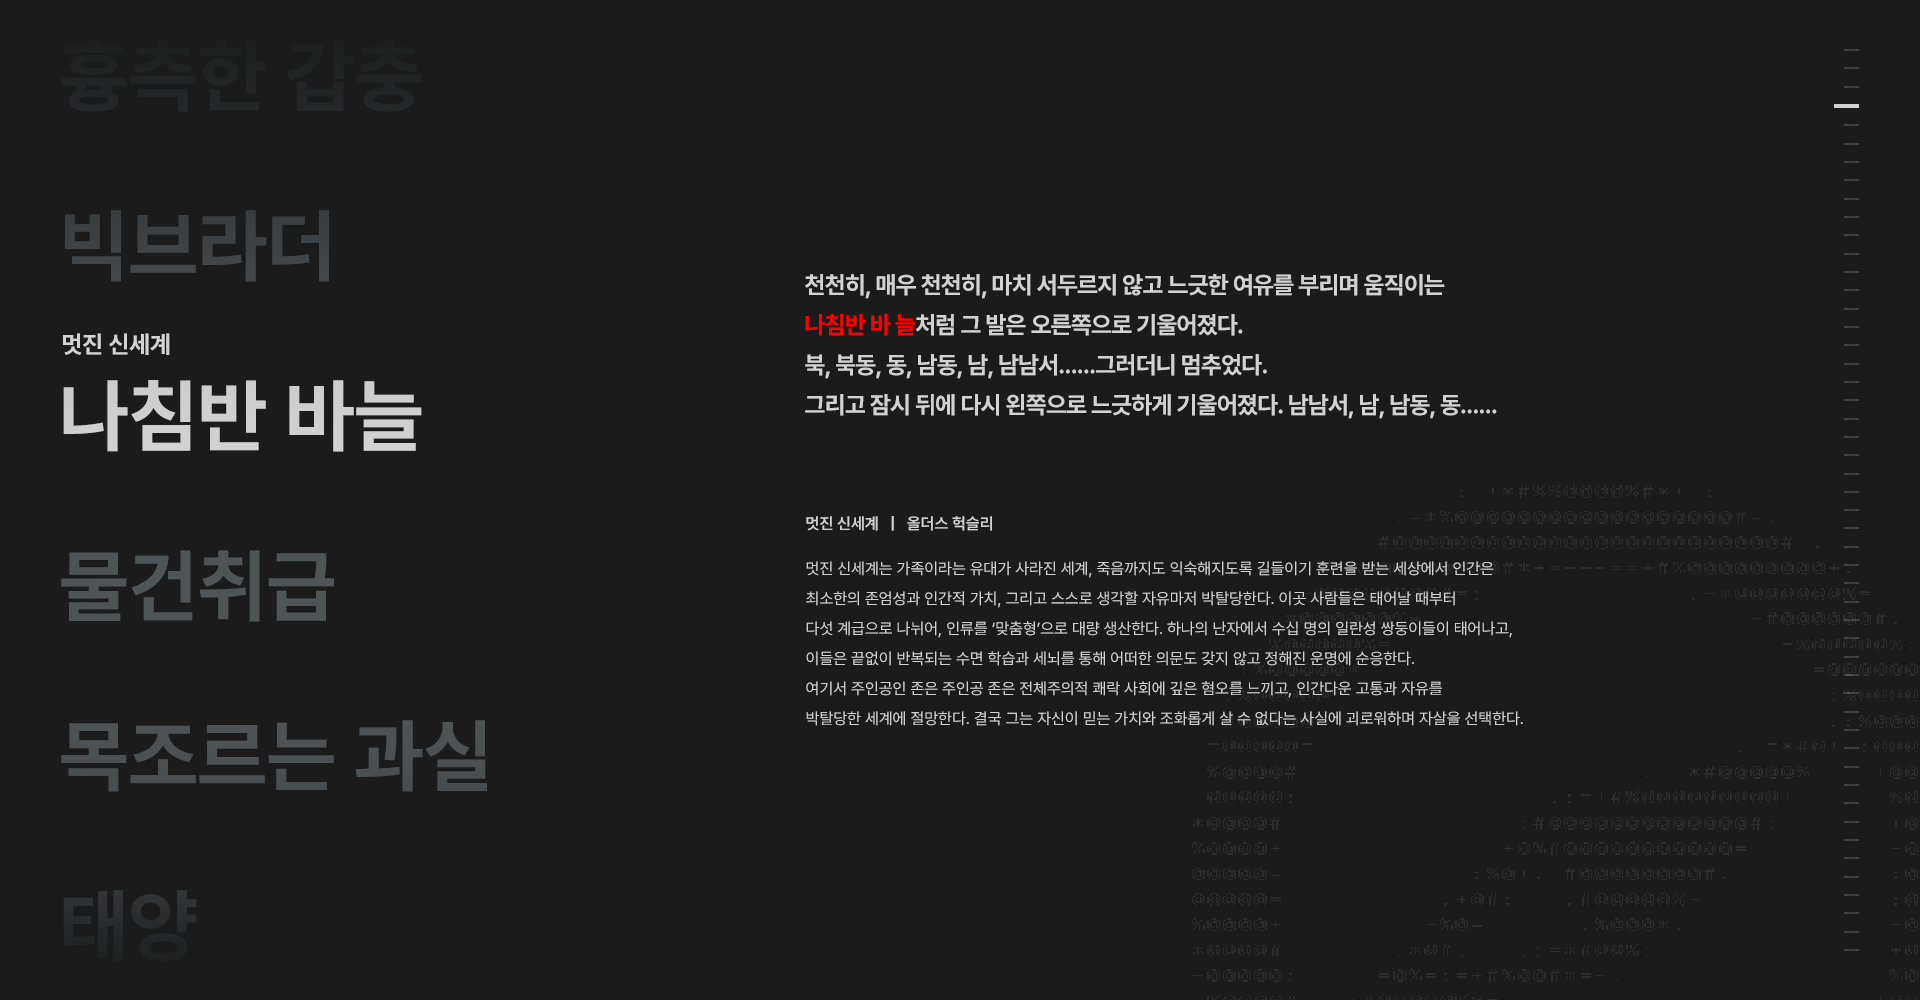 흉측한 갑충
빅브라더
멋진 신세계
나침반 바늘
물건취급
목조르는 과실
태양
천천히, 매우 천천히, 마치 서두르지 않고 느긋한 여유를 부리며 움직이는
나침반 바 늘처럼 그 발은 오른쪽으로 기울어졌다.
북, 북동, 동, 남동, 남, 남남서......그러더니 멈추었다.
그리고 잠시 뒤에 다시 왼쪽으로 느긋하게 기울어졌다. 남남서, 남, 남동, 동......
멋진 신세계 | 올더스 헉슬리
멋진 신세계는 가족이라는 유대가 사라진 세계, 죽음까지도 익숙해지도록 길들이기 훈련을 받는 세상에서 인간은
최소한의 존엄성과 인간적 가치, 그리고 스스로 생각할 자유마저 박탈당한다. 이곳 사람들은 태어날 때부터
다섯 계급으로 나뉘어, 인류를 ‘맞춤형’으로 대량 생산한다. 하나의 난자에서 수십 명의 일란성 쌍둥이들이 태어나고,
이들은 끝없이 반복되는 수면 학습과 세뇌를 통해 어떠한 의문도 갖지 않고 정해진 운명에 순응한다.
여기서 주인공인 존은 주인공 존은 전체주의적 쾌락 사회에 깊은 혐오를 느끼고, 인간다운 고통과 자유를
박탈당한 세계에 절망한다. 결국 그는 자신이 믿는 가치와 조화롭게 살 수 없다는 사실에 괴로워하며 자살을 선택한다.